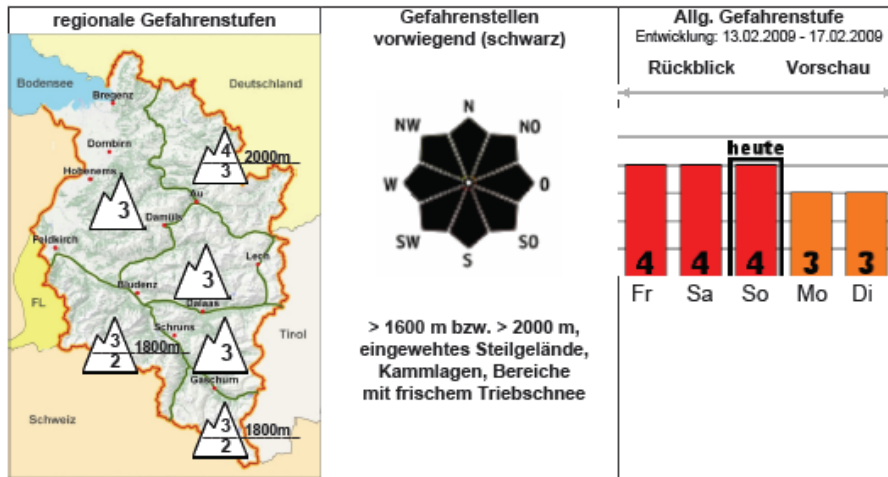 regionale Gefahrenstufen
Bodensee
Deutschland
Bregenz
Dornbirn
4
3
2000m
Hohenems
3
Au
Damüls
Feldkirch
3
Lech
FL
Bludenz
Dalaas
Schruns
Tirol
3
2
1800m
3
Gaschurn
Schweiz
3
2
1800m
Gefahrenstellen
vorwiegend (schwarz)
N
NW
NO
W
O
SW
SO
S
> 1600 m bzw. > 2000 m,
eingewehtes Steilgelände,
Kammlagen, Bereiche
mit frischem Triebschnee
Allg. Gefahrenstufe
Entwicklung: 13.02.2009 - 17.02.2009
Rückblick Vorschau
heute
4 4 4 3 3
Fr Sa So Mo Di